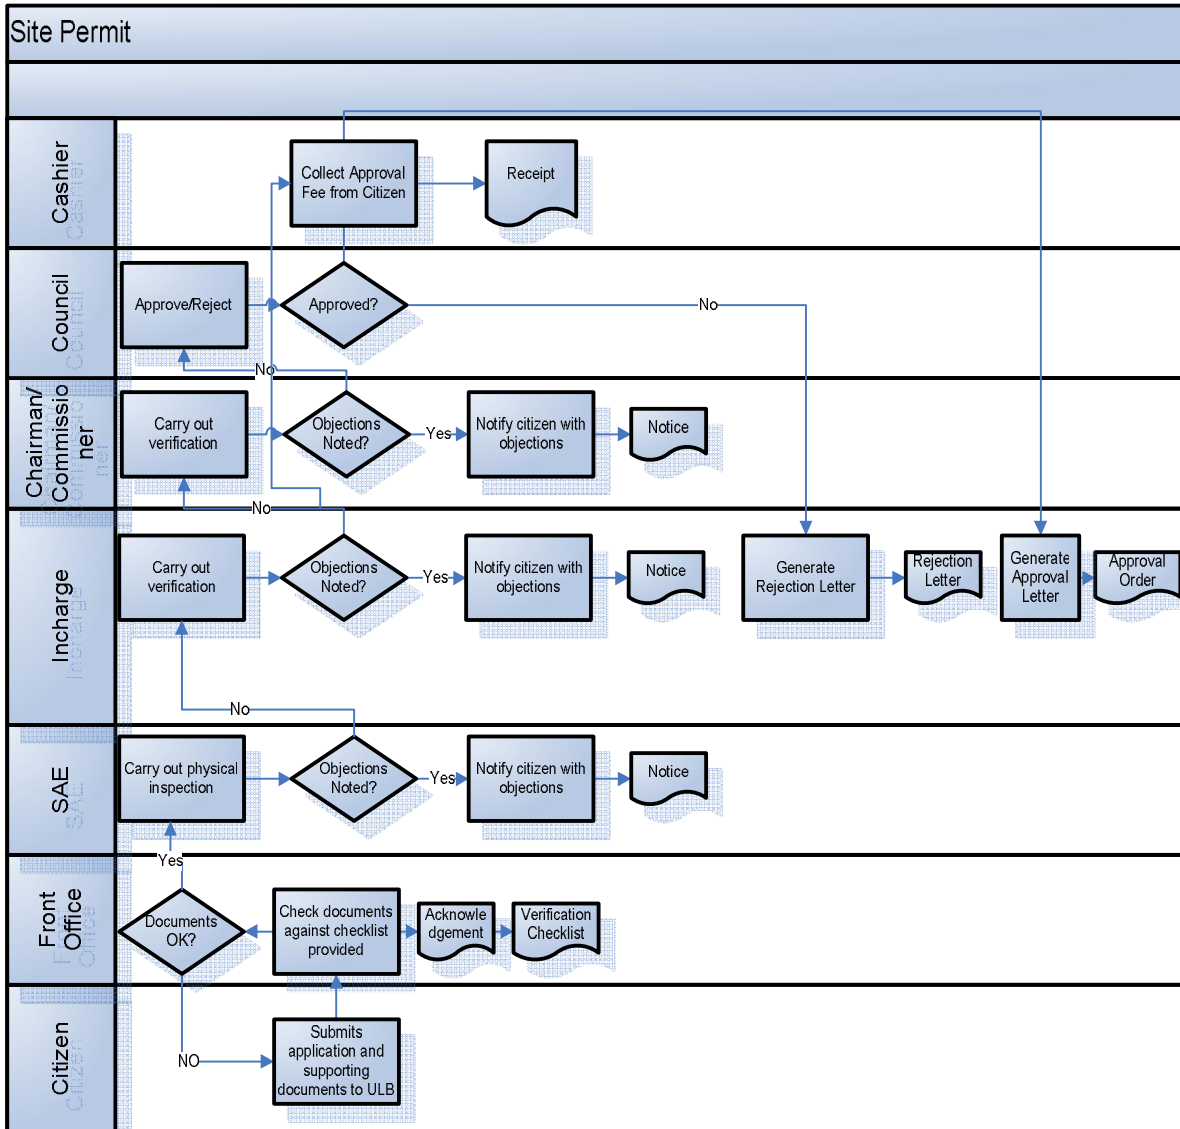 Site Permit
Cashier
Collect Approval
Fee from Citizen
Receipt
Council
Approve/Reject
Approved?
No
No
Chairman/
Commissio
ner
Carry out
verification
Objections
Noted?
Yes
Notify citizen with
objections
Notice
No
Incharge
Carry out
verification
Objections
Noted?
Yes
Notify citizen with
objections
Notice
Generate
Rejection Letter
Rejection
Letter
Generate
Approval
Letter
Approval
Order
No
SAE
Carry out physical
inspection
Objections
Noted?
Yes
Notify citizen with
objections
Notice
Yes
Front
Office
Documents
OK?
Check documents
against checklist
provided
Acknowle
dgement
Verification
Checklist
Citizen
NO
Submits
application and
supporting
documents to ULB